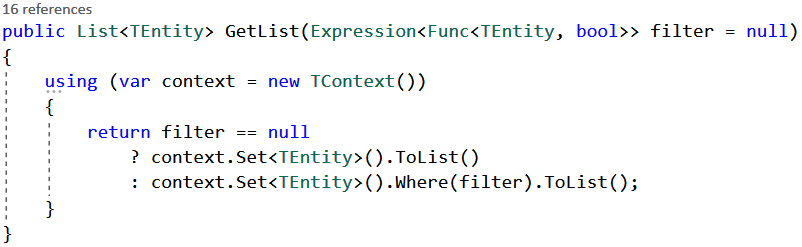 16 references
public List<TEntity> GetList(Expression<Func<TEntity, bool>> filter = null)
{
    using (var context = new TContext())
    {
        return filter == null
            ? context.Set<TEntity>().ToList()
            : context.Set<TEntity>().Where(filter).ToList();
    }
}